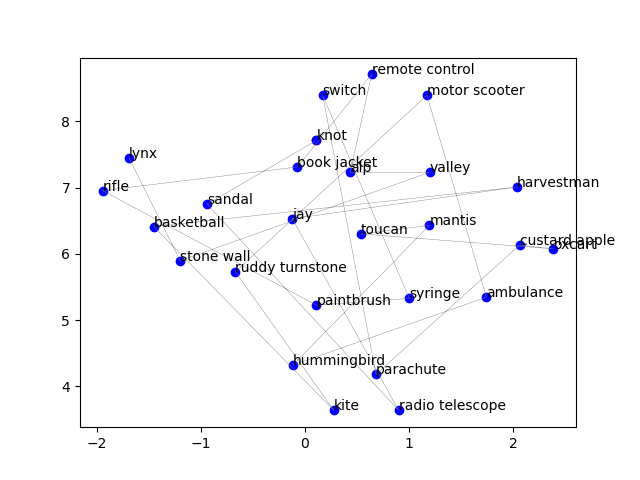 remote control
switch
motor scooter
knot
lynx
book jacket
alp
valley
rifle
harvestman
sandal
jay
basketball
toucan
mantis
custard apple
oxcart
stone wall
ruddy turnstone
paintbrush
syringe
ambulance
hummingbird
parachute
kite
radio telescope
8
7
6
5
4
−2
−1
0
1
2